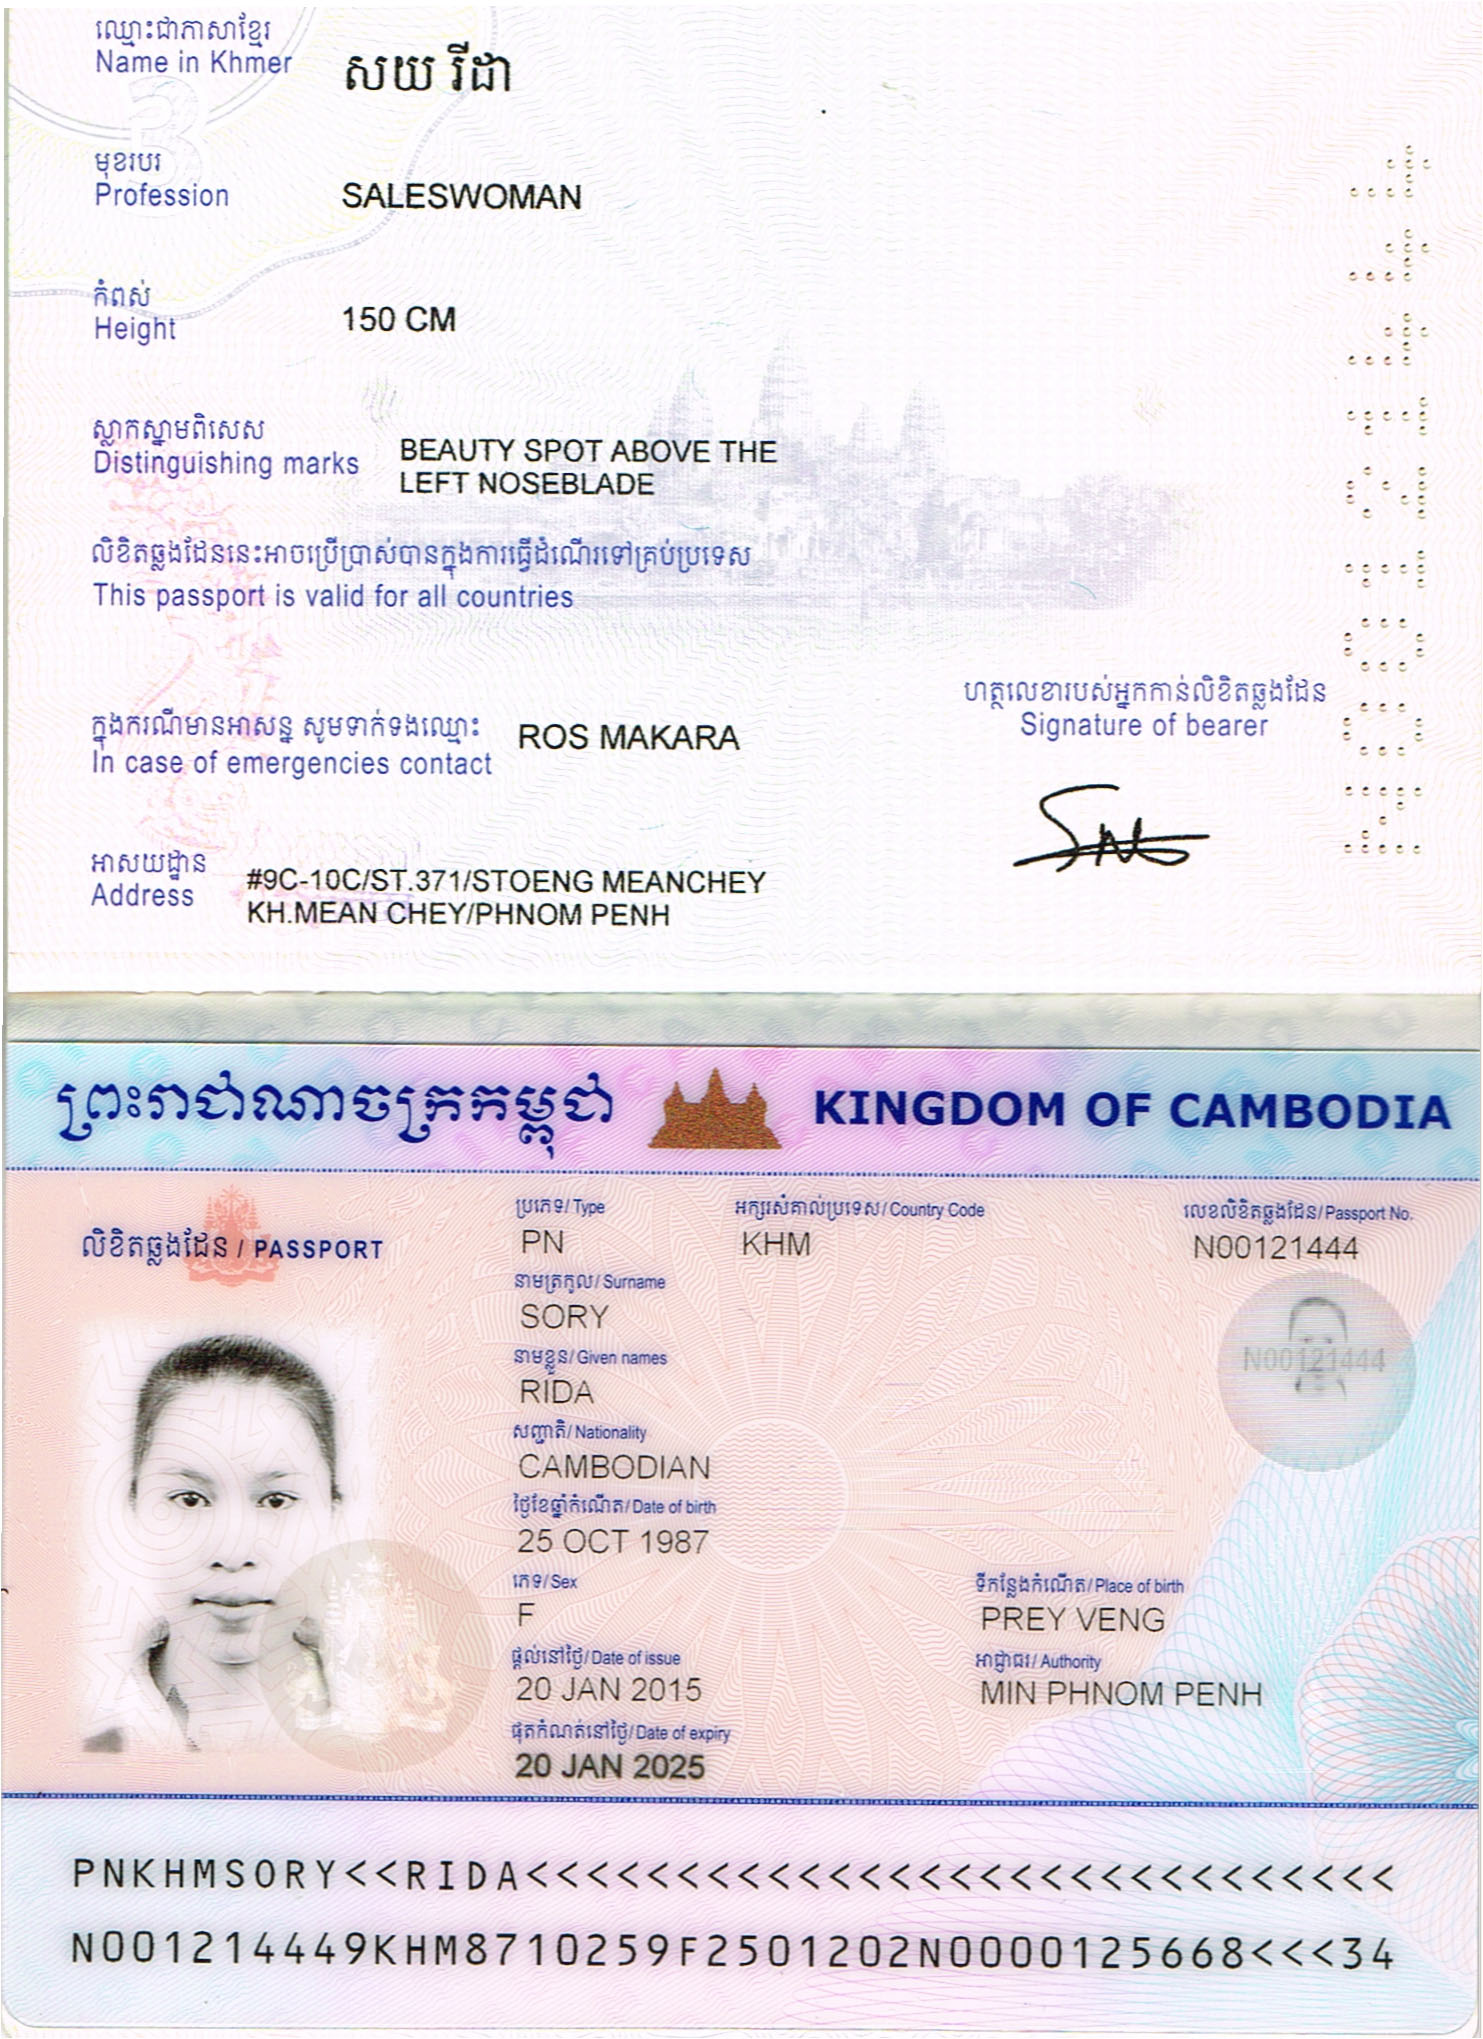 ឈ្មោះជាភាសាខ្មែរ
Name in Khmer
សយ រីដា
មុខរបរ
Profession
SALESWOMAN
កំពស់
Height
150 CM
ស្លាកស្នាមពិសេស
Distinguishing marks
BEAUTY SPOT ABOVE THE
LEFT NOSEBLADE
លិខិតឆ្លងដែននេះអាចប្រើប្រាស់បានក្នុងការធ្វើដំណើរទៅគ្រប់ប្រទេស
This passport is valid for all countries
ក្នុងករណីមានអាសន្ន សូមទាក់ទងឈ្មោះ
In case of emergencies contact
ROS MAKARA
ហត្ថលេខារបស់អ្នកកាន់លិខិតឆ្លងដែន
Signature of bearer
អាសយដ្ឋាន
Address
#9C-10C/ST.371/STOENG MEANCHEY
KH.MEAN CHEY/PHNOM PENH
N00121444
ព្រះរាជាណាចក្រកម្ពុជា
KINGDOM OF CAMBODIA
លិខិតឆ្លងដែន / PASSPORT
ប្រភេទ/ Type
PN
អក្សរសំគាល់ប្រទេស/ Country Code
KHM
លេខលិខិតឆ្លងដែន/ Passport No.
N00121444
នាមត្រកូល/ Surname
SORY
នាមខ្លួន/ Given names
RIDA
N00121444
សញ្ជាតិ/ Nationality
CAMBODIAN
ថ្ងៃខែឆ្នាំកំណើត/ Date of birth
25 OCT 1987
ភេទ/ Sex
F
ទីកន្លែងកំណើត/ Place of birth
PREY VENG
ផ្តល់នៅថ្ងៃ/ Date of issue
20 JAN 2015
អាជ្ញាធរ/ Authority
MIN PHNOM PENH
ផុតកំណត់នៅថ្ងៃ/ Date of expiry
20 JAN 2025
PNKHMSORY<<RIDA<<<<<<<<<<<<<<<<<<<<<<<<<<<<<
N001214449KHM8710259F2501202N0000125668<<<34